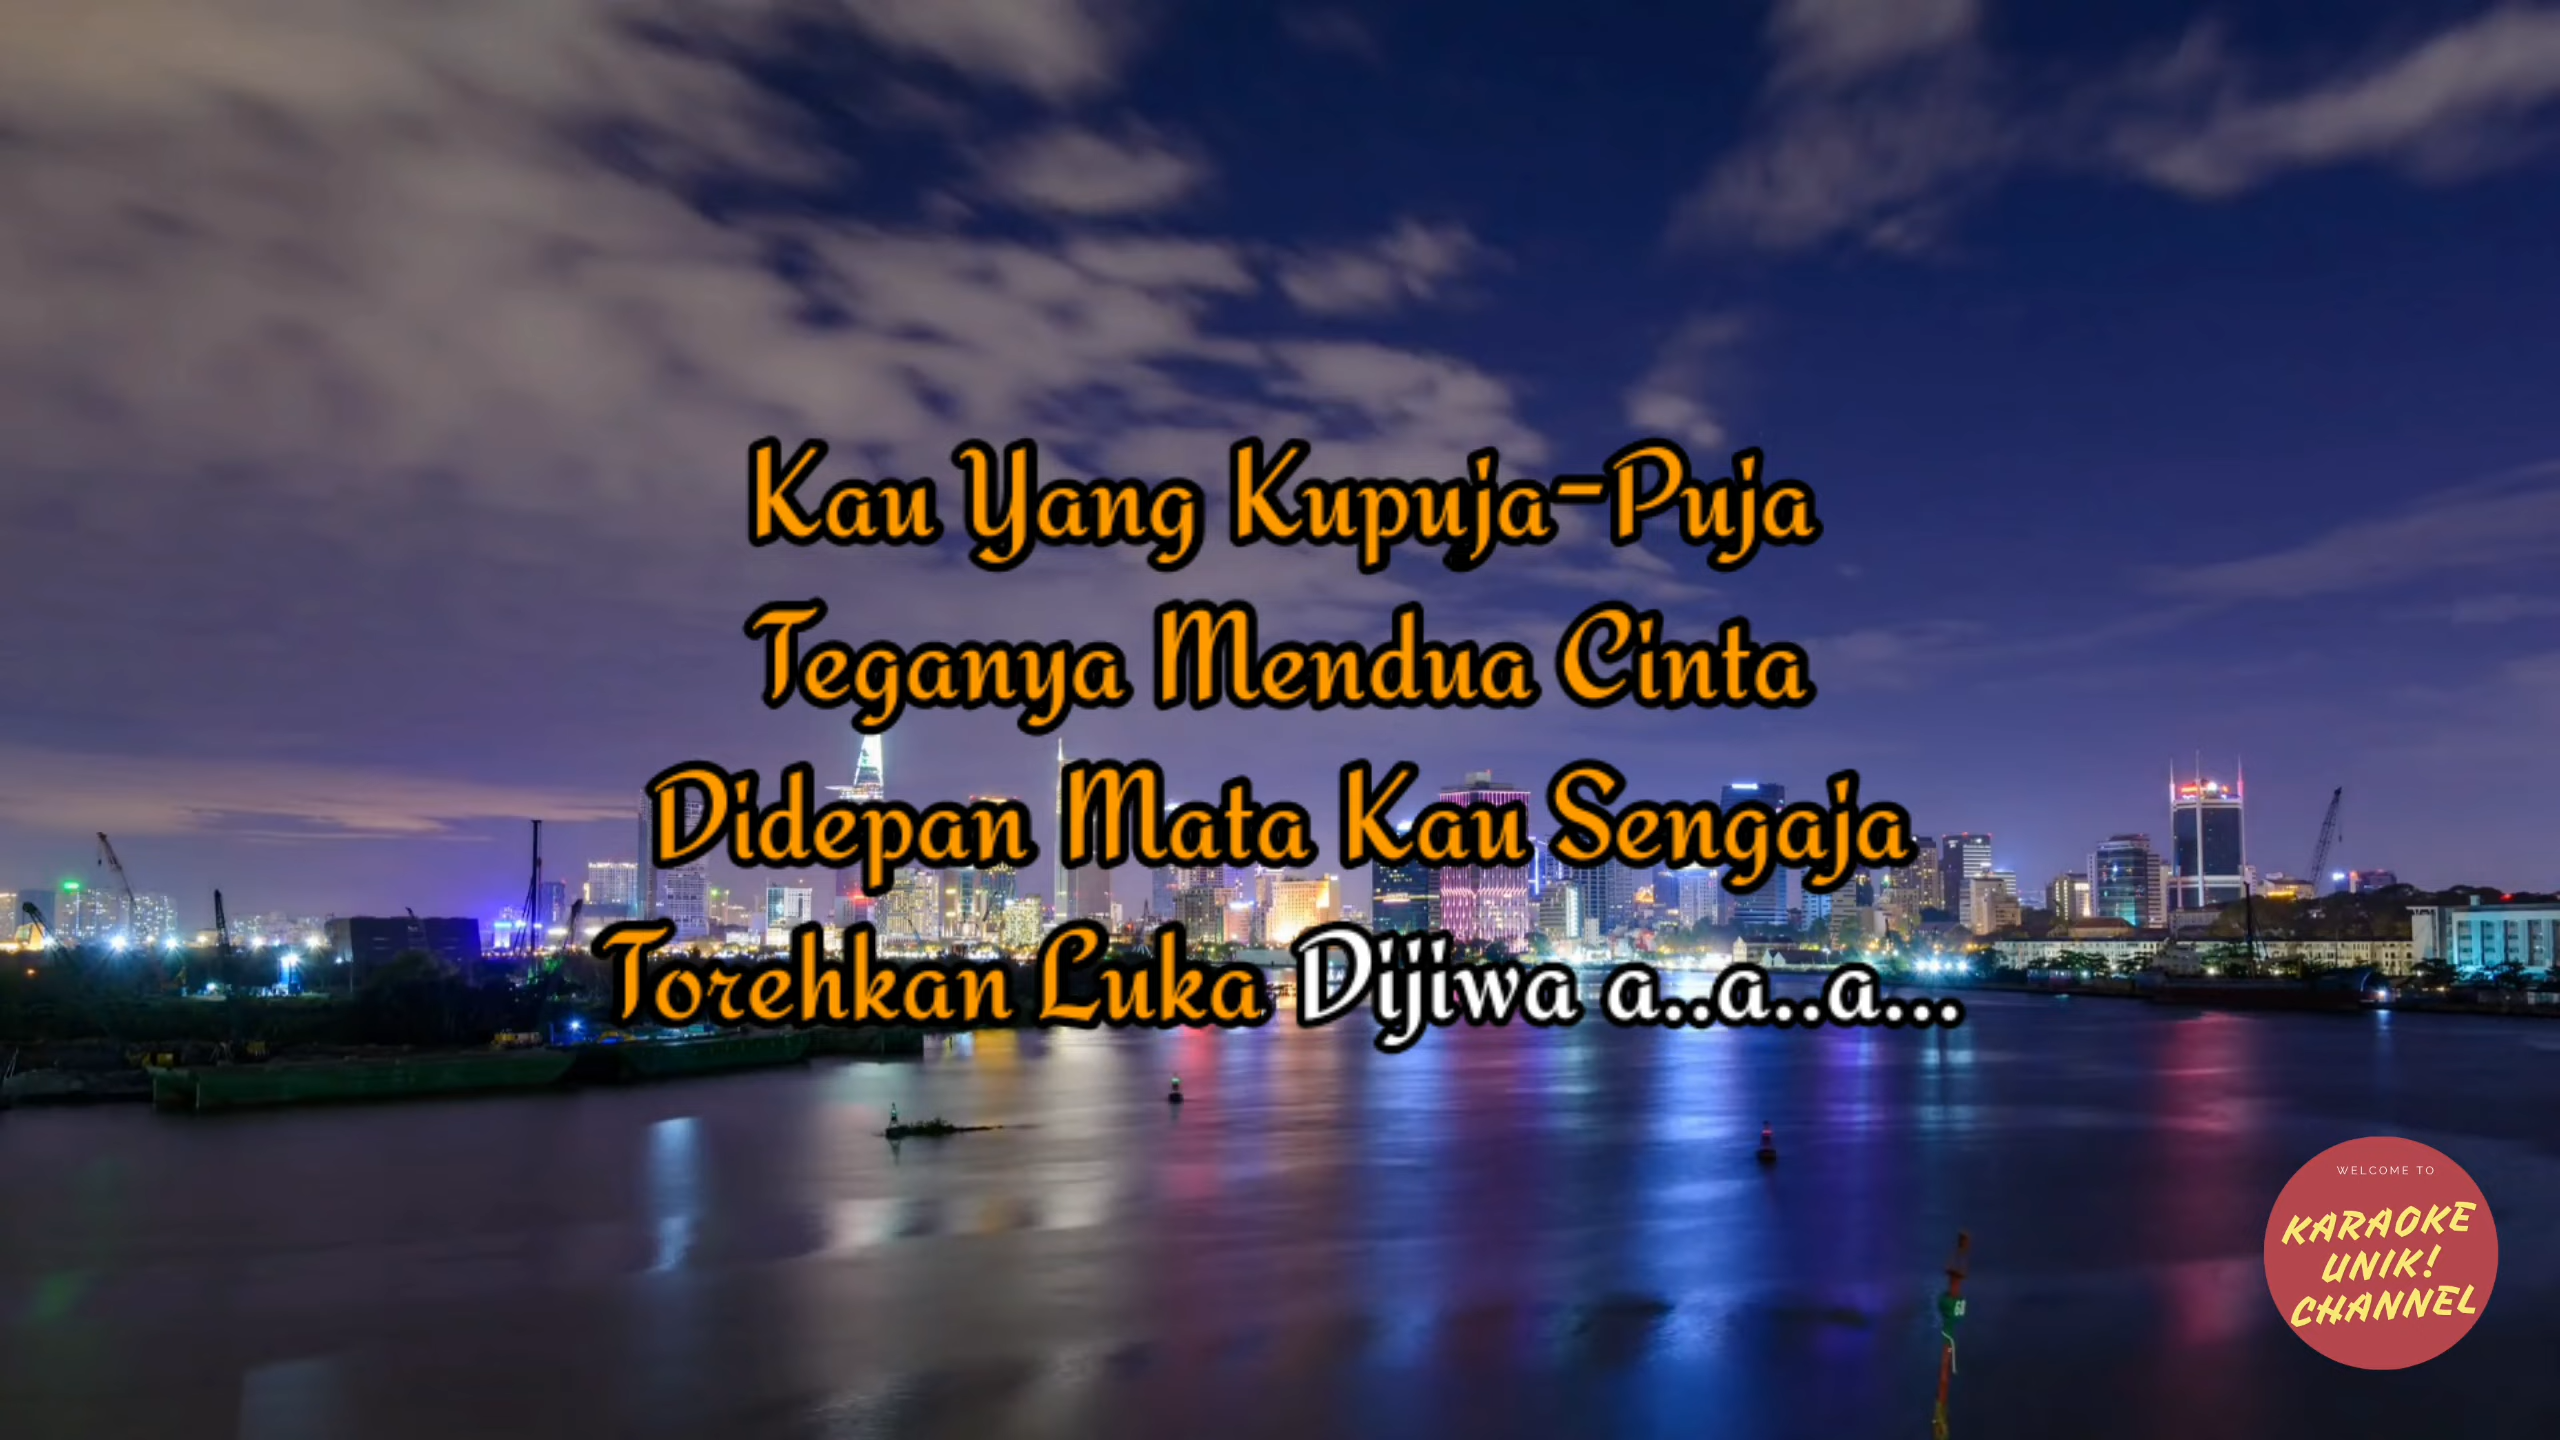 Kau Yang Kupuja-Puja
Teganya Mendua Cinta
Didepan Mata Kau Sengaja
Torehkan Luka Dijiwa a..a..a...
WELCOME TO
KARAOKE
UNIK!
CHANNEL
68